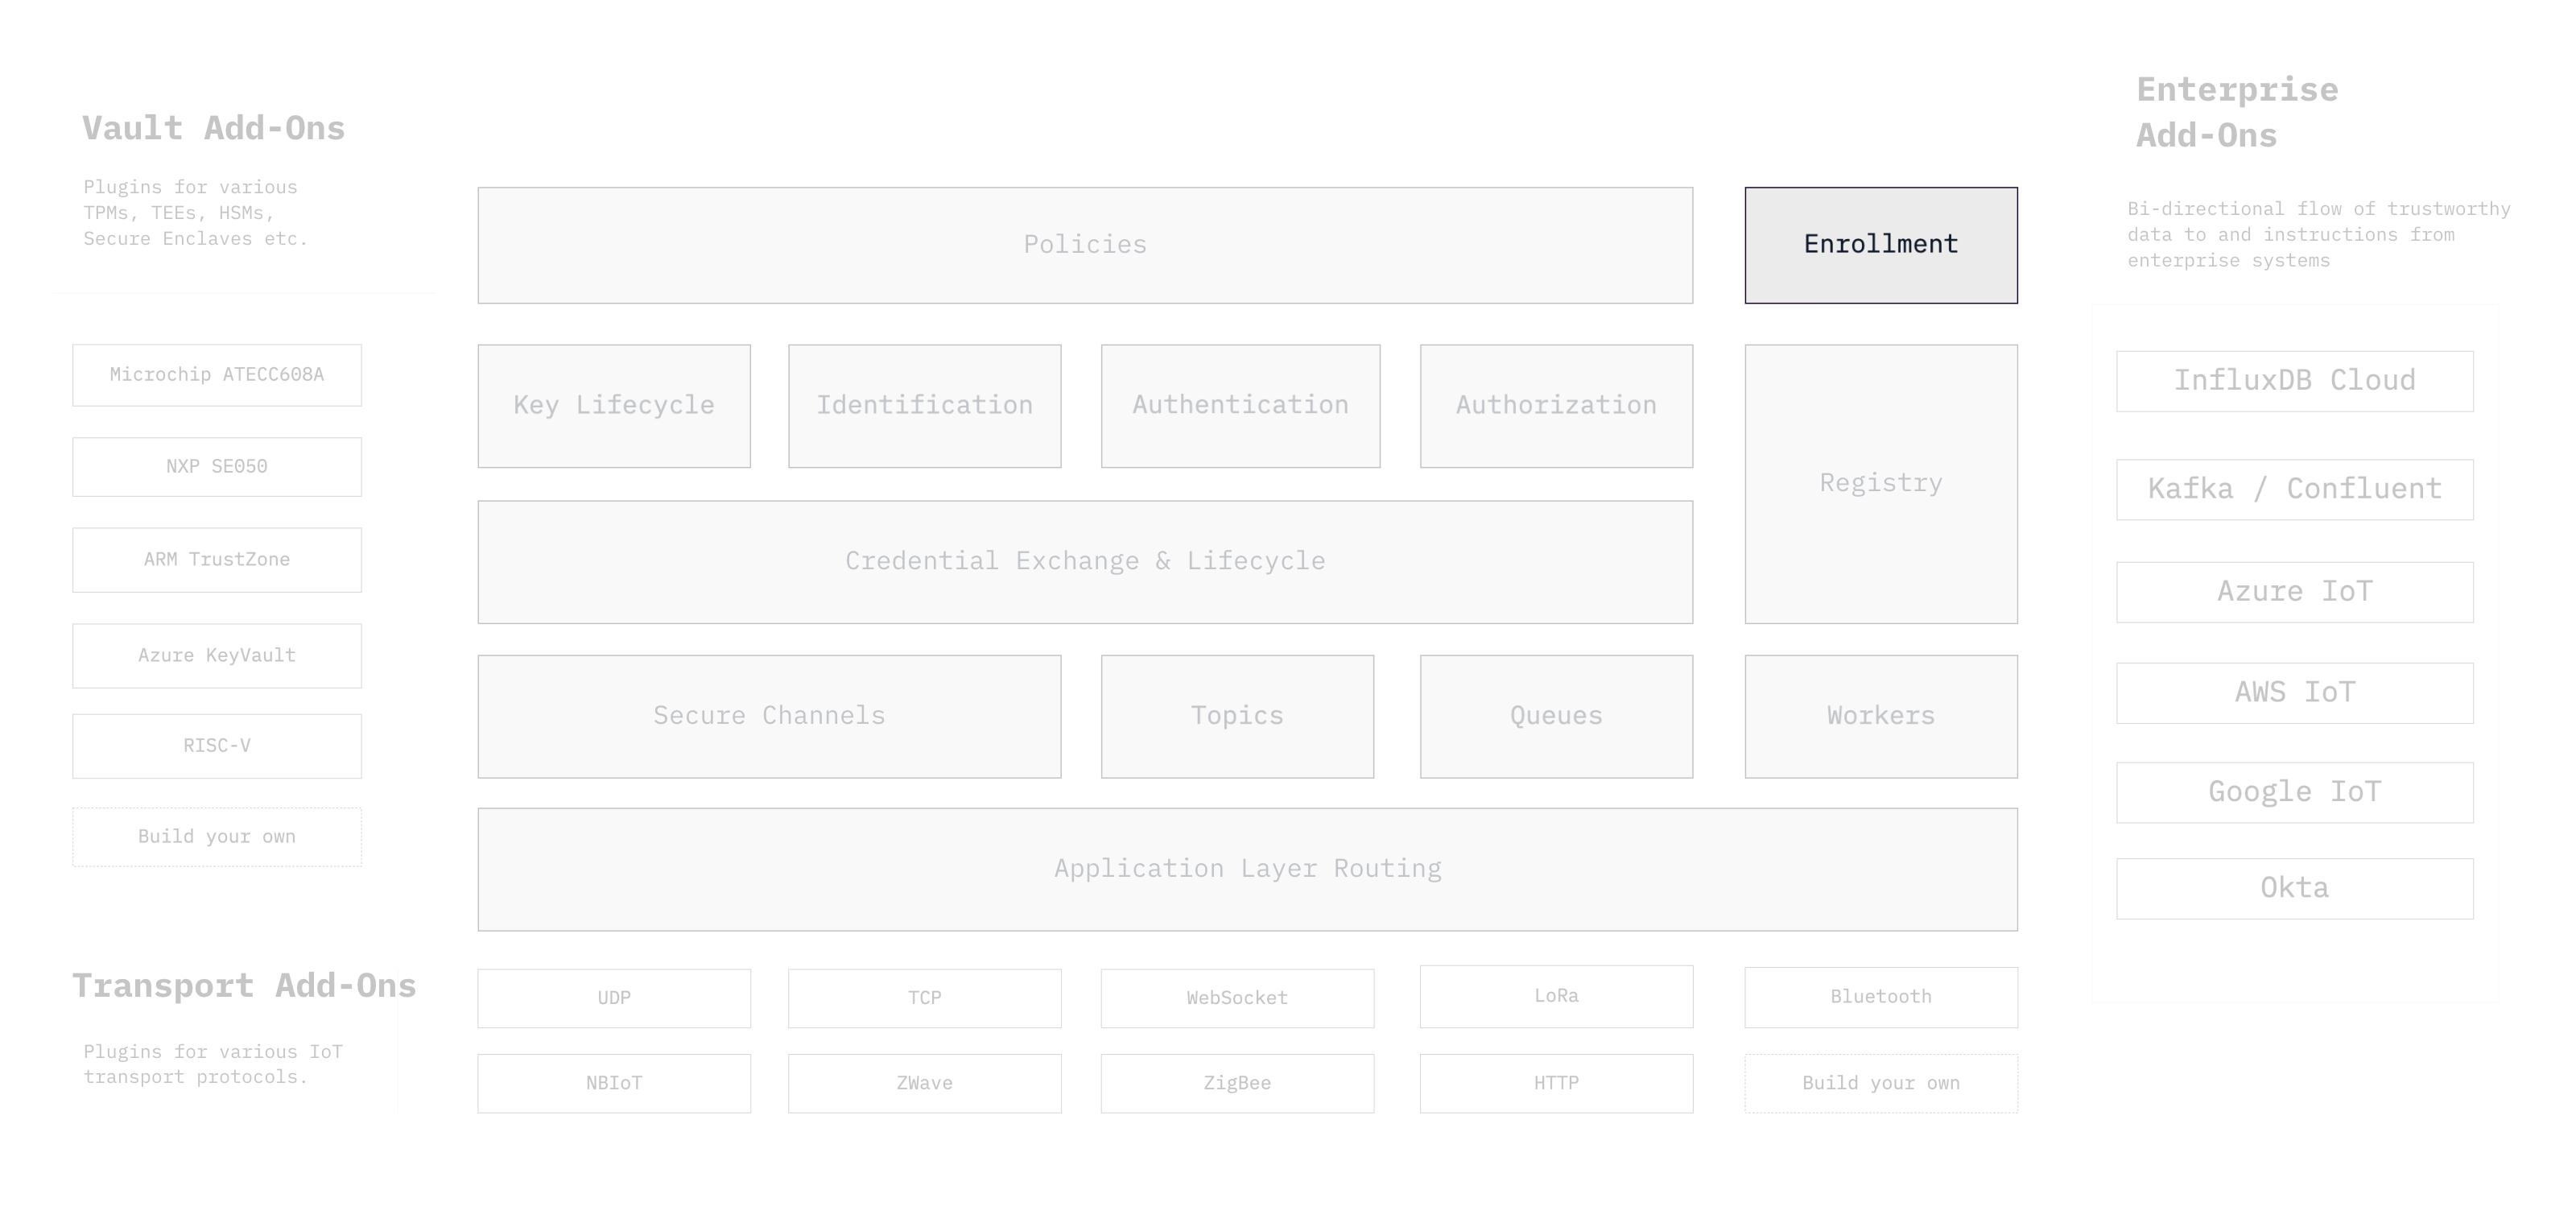 Vault Add-Ons
Plugins for various
TPMs, TEEs, HSMs,
Secure Enclaves etc.
Microchip ATECC608A
NXP SE050
ARM TrustZone
Azure KeyVault
RISC-V
Build your own
Policies
Enrollment
Key Lifecycle
Identification
Authentication
Authorization
Registry
Credential Exchange & Lifecycle
Secure Channels
Topics
Queues
Workers
Application Layer Routing
Transport Add-Ons
Plugins for various IoT
transport protocols.
UDP
TCP
WebSocket
LoRa
Bluetooth
NBIoT
ZWave
ZigBee
HTTP
Build your own
Enterprise
Add-Ons
Bi-directional flow of trustworthy
data to and instructions from
enterprise systems
InfluxDB Cloud
Kafka / Confluent
Azure IoT
AWS IoT
Google IoT
Okta